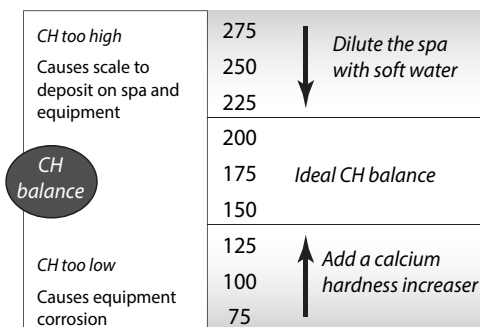 CH too high
Causes scale to
deposit on spa and
equipment
CH
balance
CH too low
Causes equipment
corrosion
275
250
225
200
175
150
125
100
75
Dilute the spa
with soft water
Ideal CH balance
Add a calcium
hardness increaser